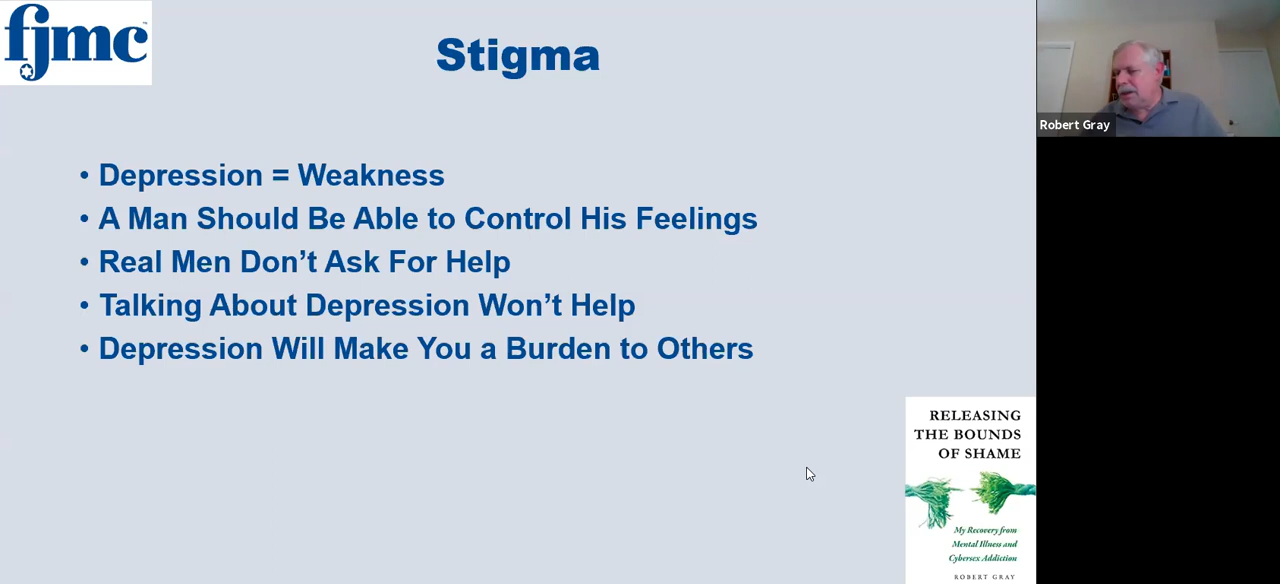 fjmc™
Stigma
• Depression = Weakness
• A Man Should Be Able to Control His Feelings
• Real Men Don’t Ask For Help
• Talking About Depression Won’t Help
• Depression Will Make You a Burden to Others
Robert Gray
RELEASING
THE BOUNDS
OF SHAME
My Recovery from
Mental Illness and
Cybersex Addiction
ROBERT GRAY